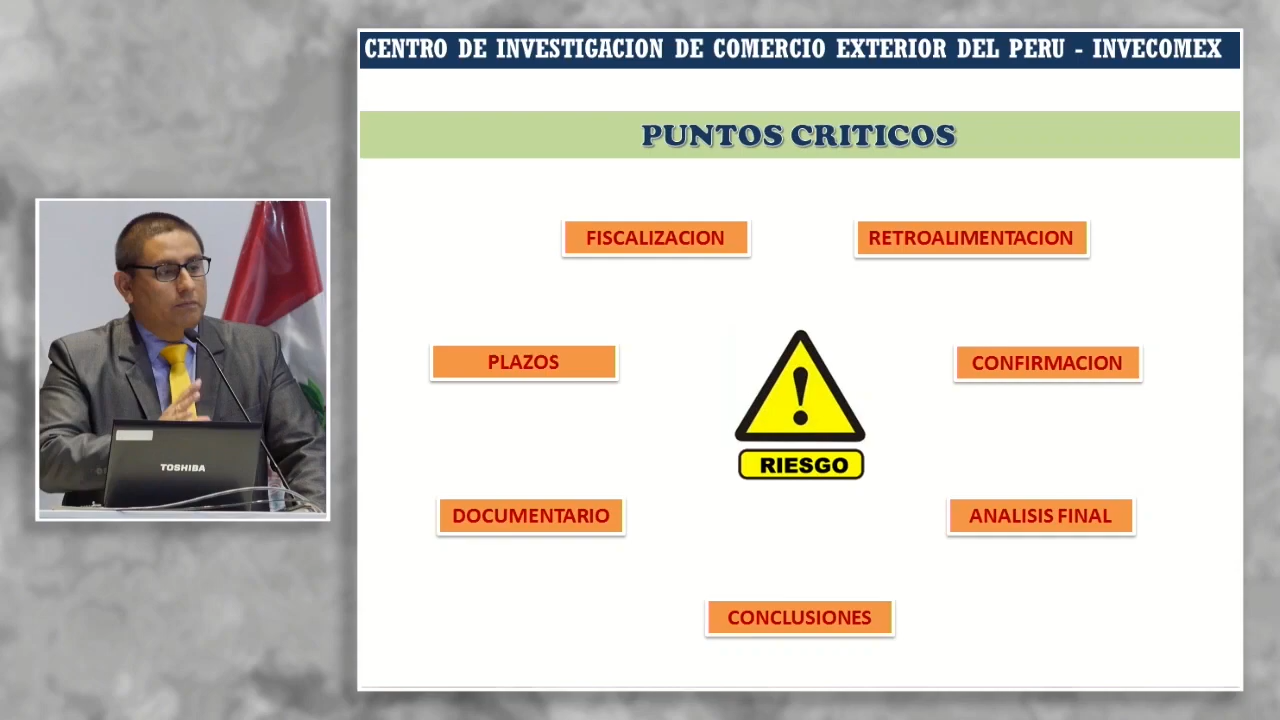 CENTRO DE INVESTIGACION DE COMERCIO EXTERIOR DEL PERU - INVECOMEX
PUNTOS CRITICOS
FISCALIZACION
RETROALIMENTACION
PLAZOS
CONFIRMACION
RIESGO
TOSHIBA
DOCUMENTARIO
ANALISIS FINAL
CONCLUSIONES